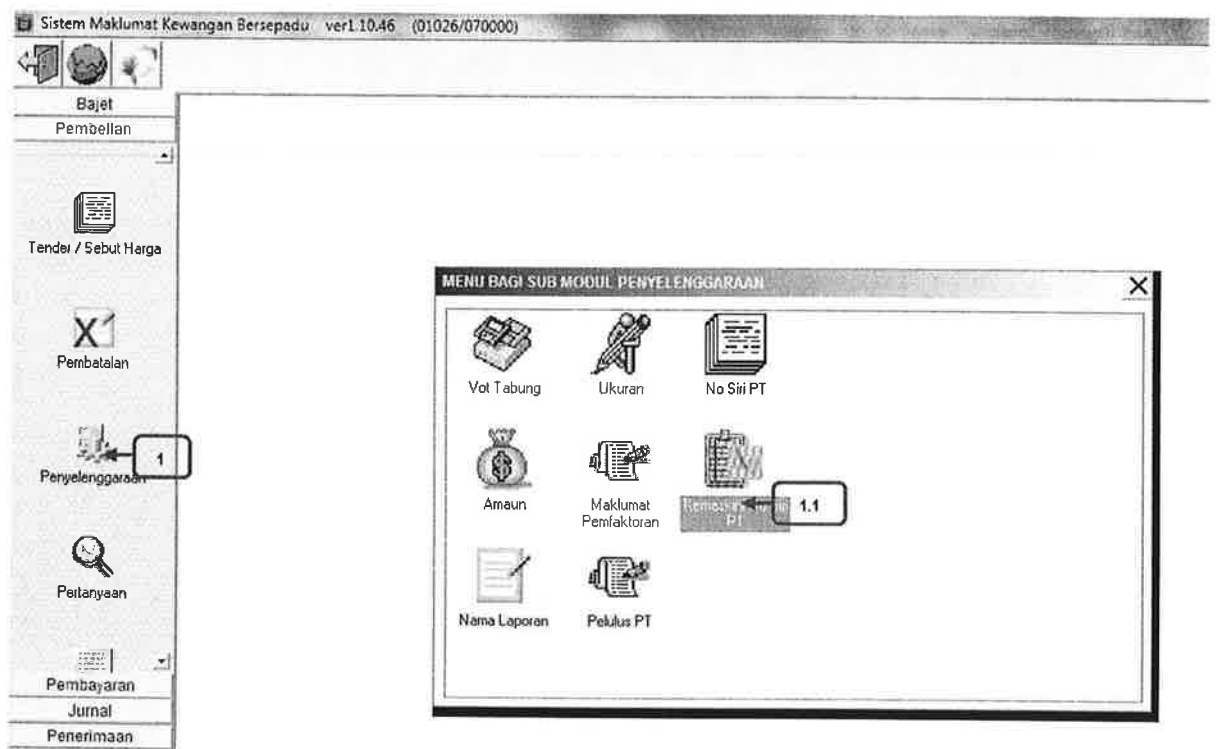 Sistem Maklumat Kewangan Bersepadu ver1.10.46 (01026/070000)
Bajet
Pembelian
Tender / Sebut Harga
Pembatalan
Penyelenggaraan
1
Pertanyaan
Pembayaran
Jurnal
Penerimaan
MENU BAGI SUB MODUL PENYELENGGARAAN
Vot Tabung
Ukuran
No Siri PT
Amaun
Maklumat
Pemfaktoran
PT
1.1
Nama Laporan
Pelulus PT